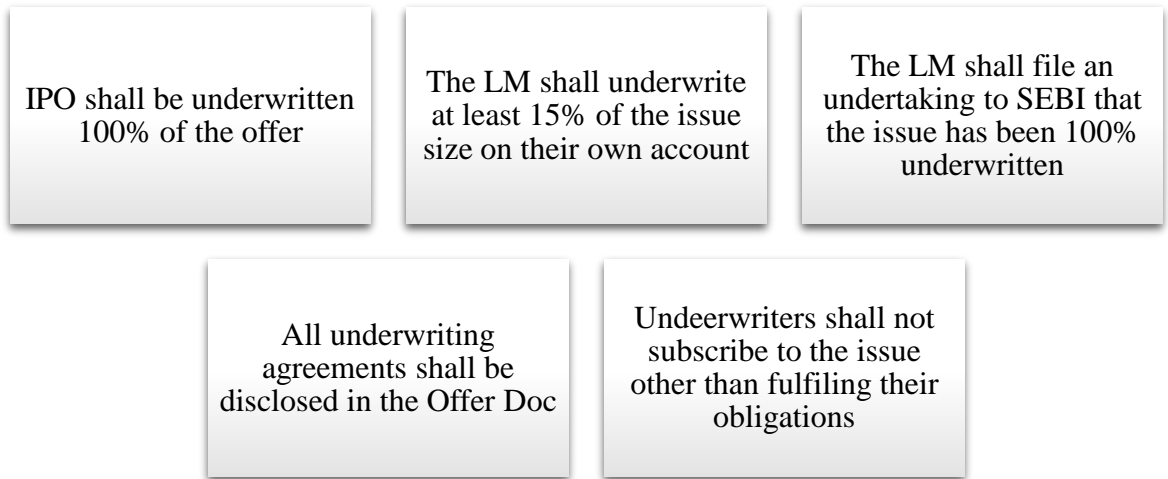 IPO shall be underwritten
100% of the offer
The LM shall underwrite
at least 15% of the issue
size on their own account
The LM shall file an
undertaking to SEBI that
the issue has been 100%
underwritten
All underwriting
agreements shall be
disclosed in the Offer Doc
Undeerwriters shall not
subscribe to the issue
other than fulfiling their
obligations